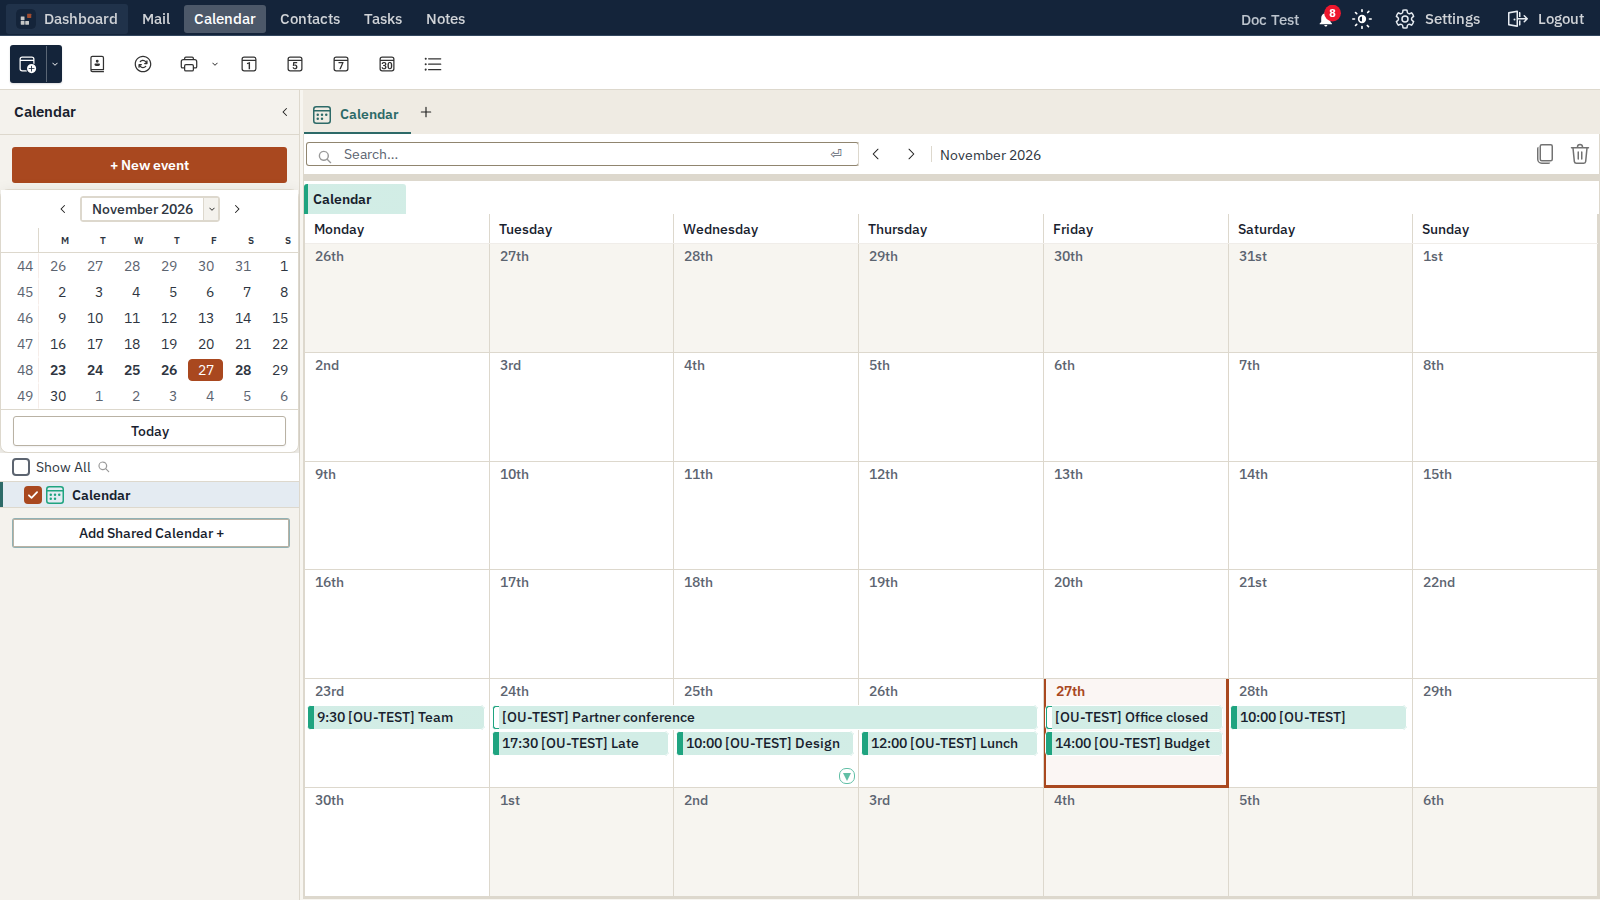 Dashboard Mail Calendar Contacts Tasks Notes Doc Test 8 Settings Logout
1 5 7 30
Calendar
+ New event
November 2026
M T W T F S S
44 26 27 28 29 30 31 1
45 2 3 4 5 6 7 8
46 9 10 11 12 13 14 15
47 16 17 18 19 20 21 22
48 23 24 25 26 27 28 29
49 30 1 2 3 4 5 6
Today
Show All
Calendar
Add Shared Calendar +
Calendar +
Search...
November 2026
Calendar
Monday Tuesday Wednesday Thursday Friday Saturday Sunday
26th 27th 28th 29th 30th 31st 1st
2nd 3rd 4th 5th 6th 7th 8th
9th 10th 11th 12th 13th 14th 15th
16th 17th 18th 19th 20th 21st 22nd
23rd 24th 25th 26th 27th 28th 29th
9:30 [OU-TEST] Team [OU-TEST] Partner conference [OU-TEST] Office closed 10:00 [OU-TEST]
17:30 [OU-TEST] Late 10:00 [OU-TEST] Design 12:00 [OU-TEST] Lunch 14:00 [OU-TEST] Budget
30th 1st 2nd 3rd 4th 5th 6th